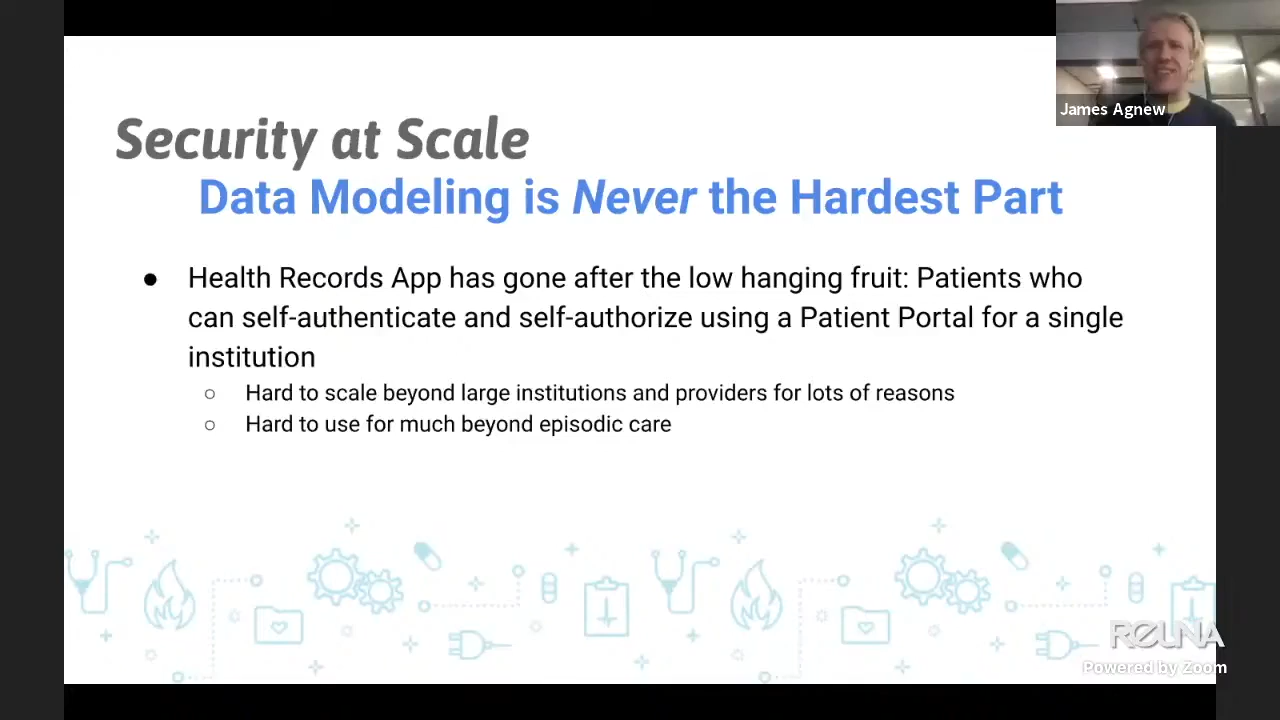 James Agnew
Security at Scale
Data Modeling is Never the Hardest Part
● Health Records App has gone after the low hanging fruit: Patients who
can self-authenticate and self-authorize using a Patient Portal for a single
institution
○ Hard to scale beyond large institutions and providers for lots of reasons
○ Hard to use for much beyond episodic care
REUNA
Powered by Zoom